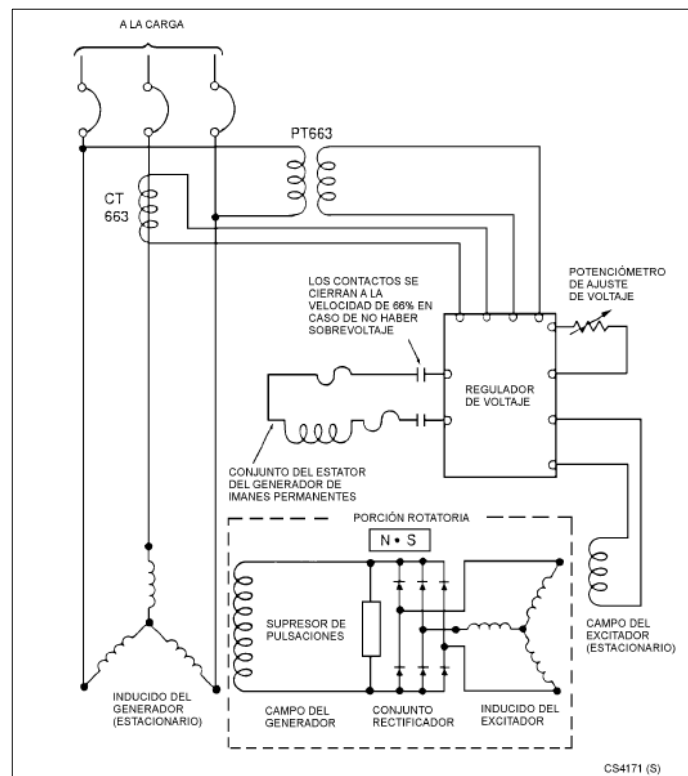 A LA CARGA
PT663
CT
663
LOS CONTACTOS SE
CIERRAN A LA
VELOCIDAD DE 66% EN
CASO DE NO HABER
SOBREVOLTAJE
POTENCIÓMETRO
DE AJUSTE
DE VOLTAJE
REGULADOR
DE VOLTAJE
CONJUNTO DEL ESTATOR
DEL GENERADOR DE
IMANES PERMANENTES
PORCIÓN ROTATORIA
N • S
SUPRESOR DE
PULSACIONES
CAMPO DEL
EXCITADOR
(ESTACIONARIO)
INDUCIDO DEL
GENERADOR
(ESTACIONARIO)
CAMPO DEL
GENERADOR
CONJUNTO
RECTIFICADOR
INDUCIDO DEL
EXCITADOR
CS4171 (S)